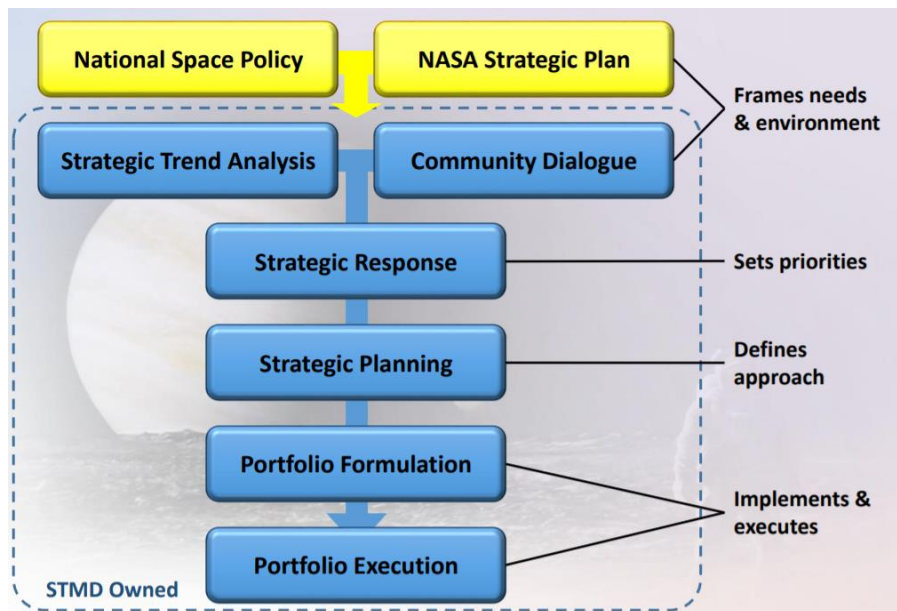 National Space Policy
NASA Strategic Plan
Frames needs
& environment
Strategic Trend Analysis
Community Dialogue
Strategic Response
Sets priorities
Strategic Planning
Defines
approach
Portfolio Formulation
Implements &
executes
Portfolio Execution
STMD Owned